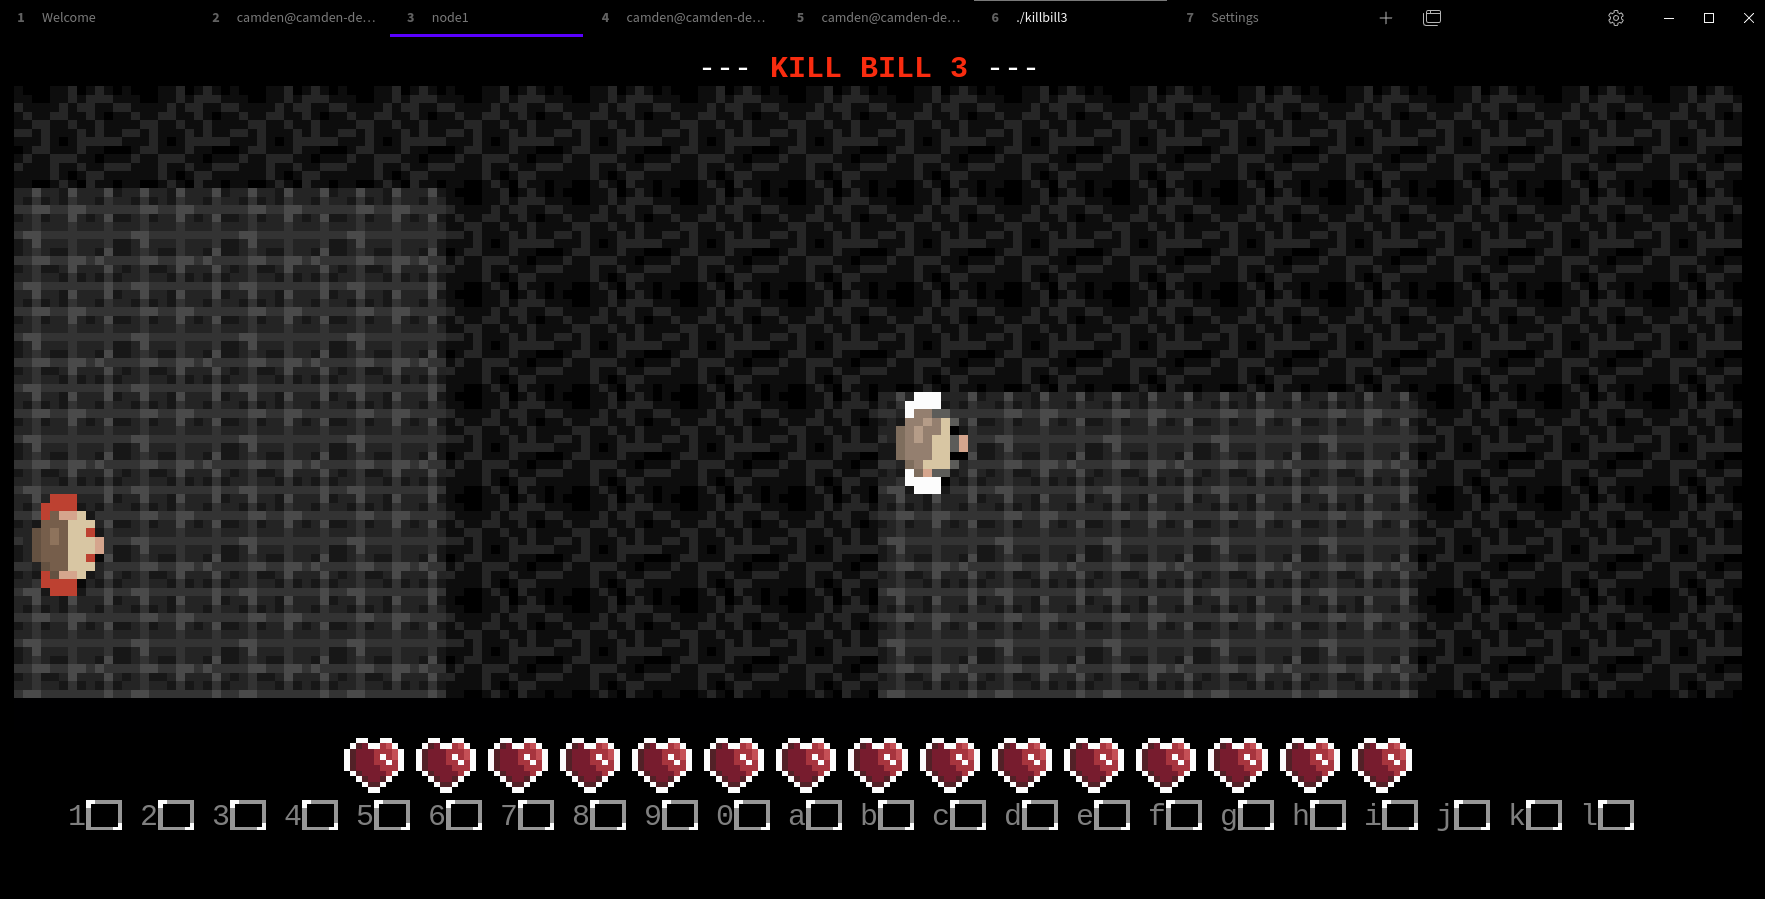 1 Welcome 2 camden@camden-de... 3 node1 4 camden@camden-de... 5 camden@camden-de... 6 ./killbill3 7 Settings
--- KILL BILL 3 ---
1 2 3 4 5 6 7 8 9 0 a b c d e f g h i j k l